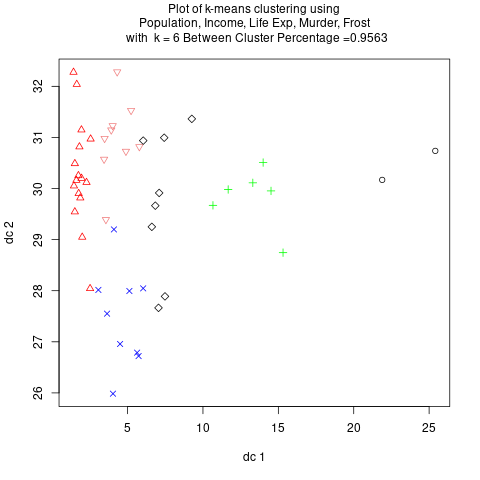 Plot of k-means clustering using
Population, Income, Life Exp, Murder, Frost
with k = 6 Between Cluster Percentage =0.9563
32
31
30
29
28
27
26
dc 2
5 10 15 20 25
dc 1